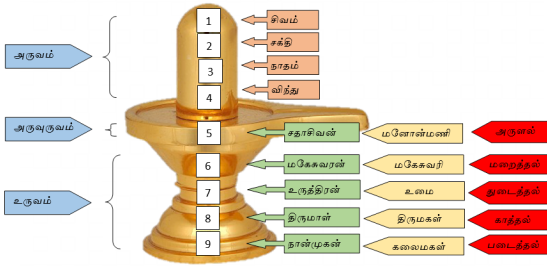 1 சிவம்
2 சக்தி
3 நாதம்
4 விந்து
அருவம்
அருவுருவம் 5 சதாசிவன் மனோன்மணி அருளல்
6 மகேசுவரன் மகேசுவரி மறைத்தல்
உருவம் 7 உருத்திரன் உமை துடைத்தல்
8 திருமாள் திருமகள் காத்தல்
9 நான்முகன் கலைமகள் படைத்தல்